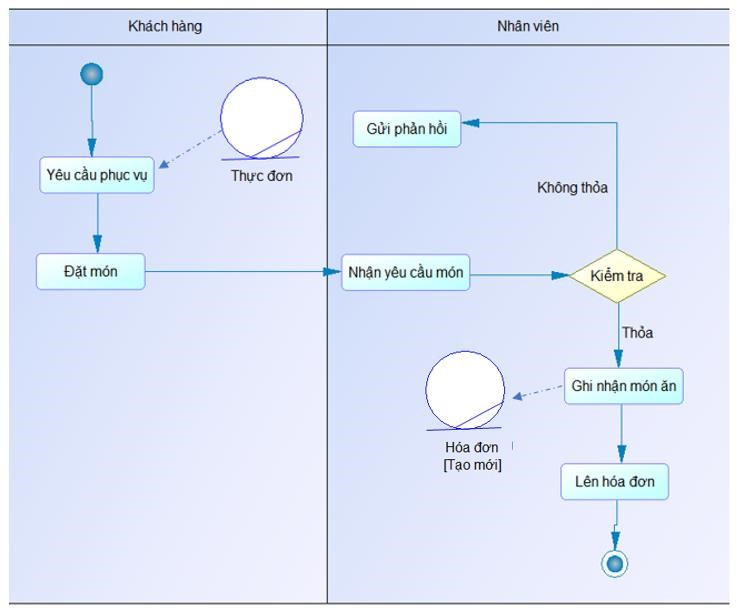 Khách hàng
Nhân viên
Gửi phản hồi
Yêu cầu phục vụ
Thực đơn
Không thỏa
Đặt món
Nhận yêu cầu món
Kiểm tra
Thỏa
Ghi nhận món ăn
Hóa đơn
[Tạo mới]
Lên hóa đơn